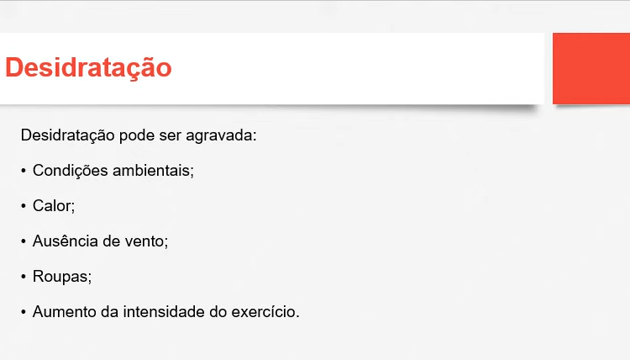 Desidratação
Desidratação pode ser agravada:
• Condições ambientais;
• Calor;
• Ausência de vento;
• Roupas;
• Aumento da intensidade do exercício.